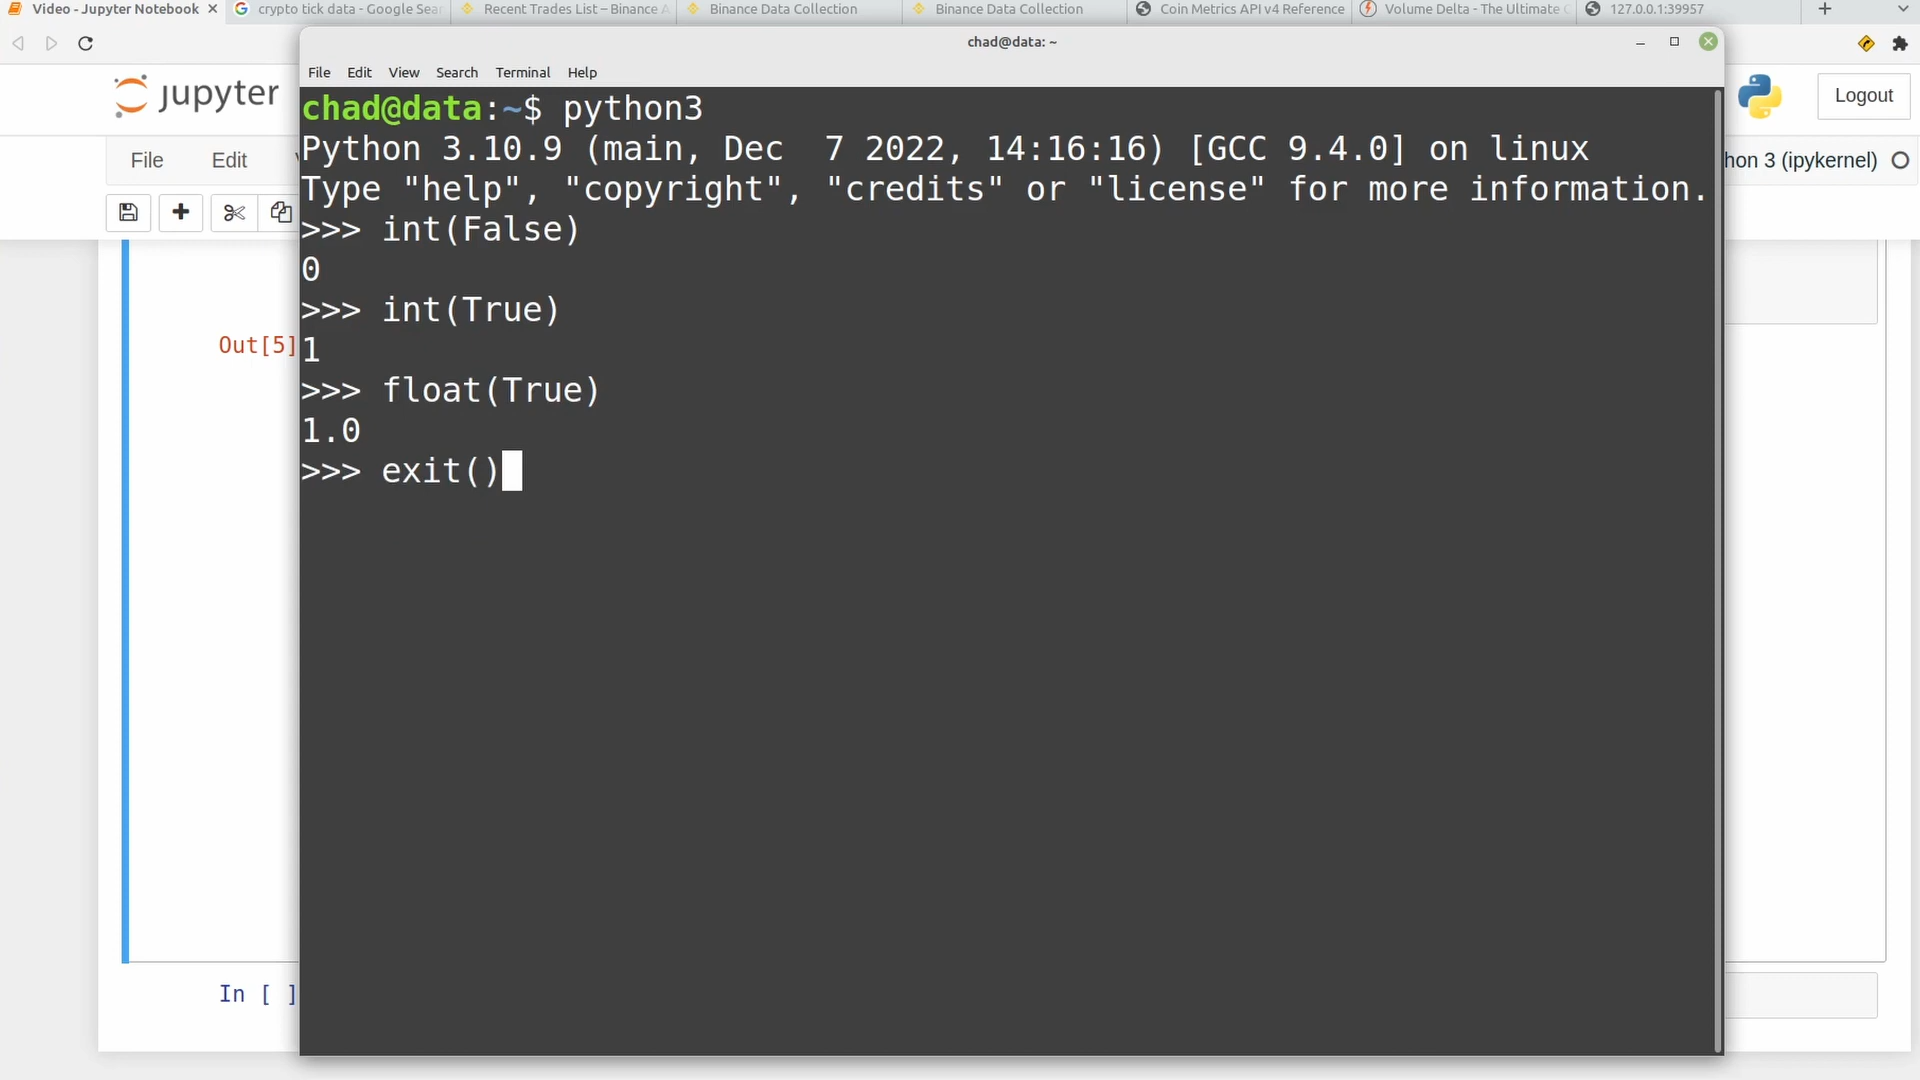 Video - Jupyter Notebook
crypto tick data - Google Sear
Recent Trades List – Binance A
Binance Data Collection
Binance Data Collection
Coin Metrics API v4 Reference
Volume Delta - The Ultimate
127.0.0.1:39957
chad@data: ~
File Edit View Search Terminal Help
jupyter
Logout
File Edit
hon 3 (ipykernel)
chad@data:~$ python3
Python 3.10.9 (main, Dec  7 2022, 14:16:16) [GCC 9.4.0] on linux
Type "help", "copyright", "credits" or "license" for more information.
>>> int(False)
0
>>> int(True)
1
>>> float(True)
1.0
>>> exit()
Out[5]
In [ ]